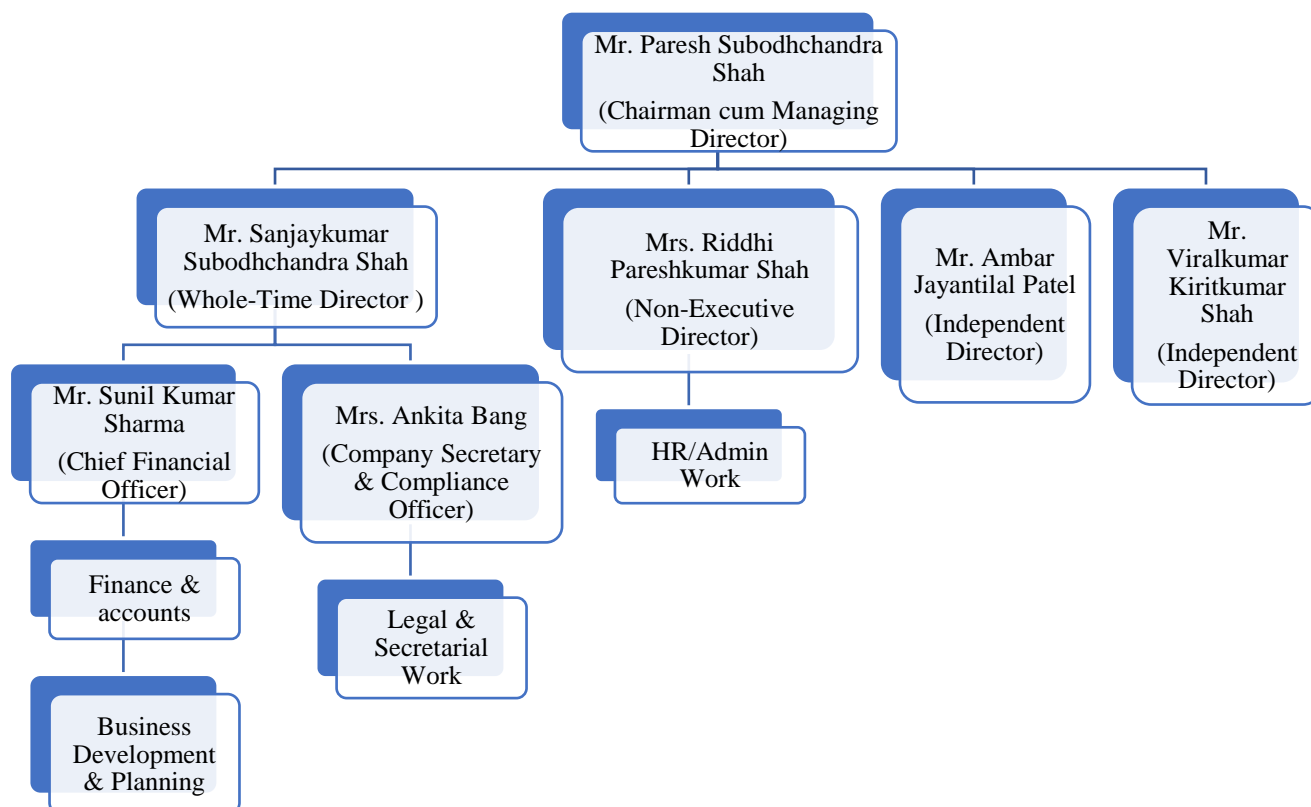 Mr. Paresh Subodhchandra
Shah
(Chairman cum Managing
Director)
Mr. Sanjaykumar
Subodhchandra Shah
(Whole-Time Director )
Mrs. Riddhi
Pareshkumar Shah
(Non-Executive
Director)
Mr. Ambar
Jayantilal Patel
(Independent
Director)
Mr.
Viralkumar
Kiritkumar
Shah
(Independent
Director)
Mr. Sunil Kumar
Sharma
(Chief Financial
Officer)
Mrs. Ankita Bang
(Company Secretary
& Compliance
Officer)
HR/Admin
Work
Finance &
accounts
Legal &
Secretarial
Work
Business
Development
& Planning